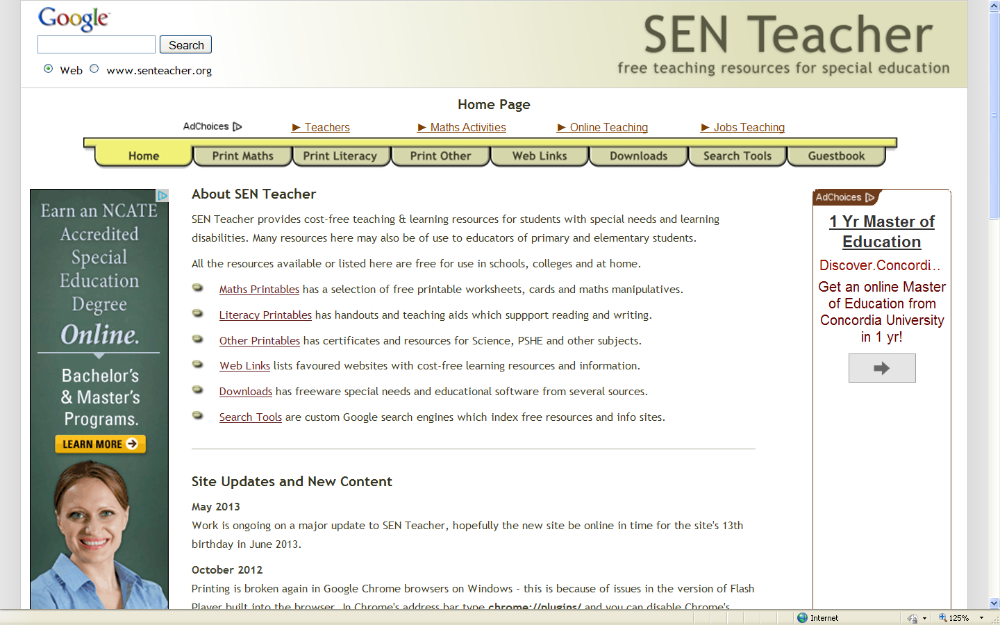 Google™
Search
Web www.senteacher.org
SEN Teacher
free teaching resources for special education
Home Page
AdChoices ► Teachers ► Maths Activities ► Online Teaching ► Jobs Teaching
Home Print Maths Print Literacy Print Other Web Links Downloads Search Tools Guestbook
Earn an NCATE
Accredited
Special
Education
Degree
Online.
Bachelor's
& Master's
Programs.
LEARN MORE
About SEN Teacher
SEN Teacher provides cost-free teaching & learning resources for students with special needs and learning
disabilities. Many resources here may also be of use to educators of primary and elementary students.
All the resources available or listed here are free for use in schools, colleges and at home.
Maths Printables has a selection of free printable worksheets, cards and maths manipulatives.
Literacy Printables has handouts and teaching aids which suppport reading and writing.
Other Printables has certificates and resources for Science, PSHE and other subjects.
Web Links lists favoured websites with cost-free learning resources and information.
Downloads has freeware special needs and educational software from several sources.
Search Tools are custom Google search engines which index free resources and info sites.
Site Updates and New Content
May 2013
Work is ongoing on a major update to SEN Teacher, hopefully the new site be online in time for the site's 13th
birthday in June 2013.
October 2012
Printing is broken again in Google Chrome browsers on Windows - this is because of issues in the version of Flash
Player built into the browser. In Chrome's address bar type chrome://plugins/ and you can disable Chrome's
AdChoices
1 Yr Master of
Education
Discover.Concordi...
Get an online Master
of Education from
Concordia University
in 1 yr!
Internet
125%